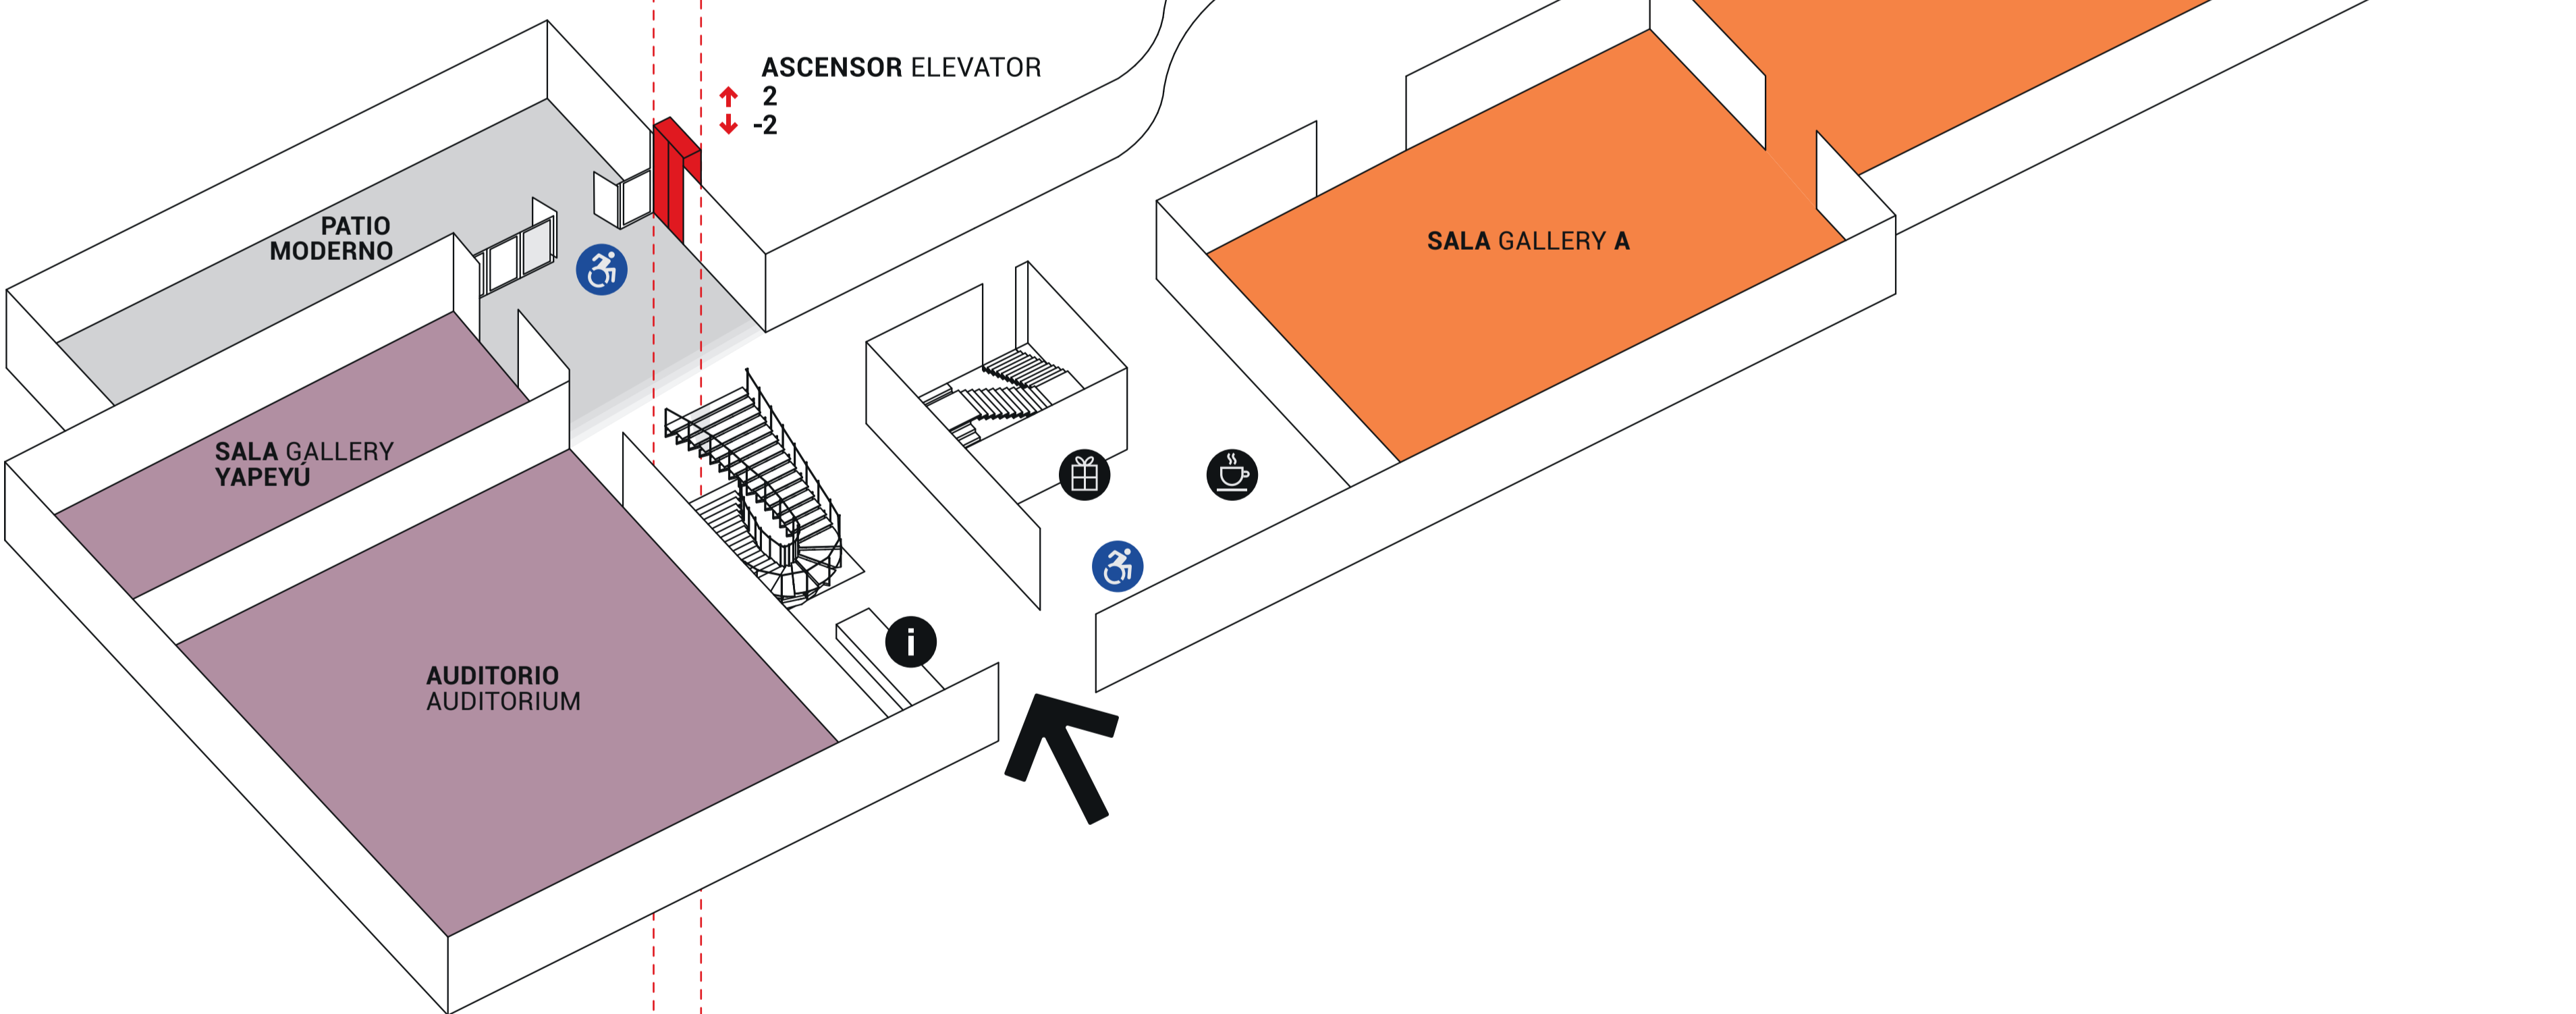 ASCENSOR ELEVATOR
2
-2
PATIO
MODERNO
SALA GALLERY A
SALA GALLERY
YAPEYÚ
i
AUDITORIO
AUDITORIUM